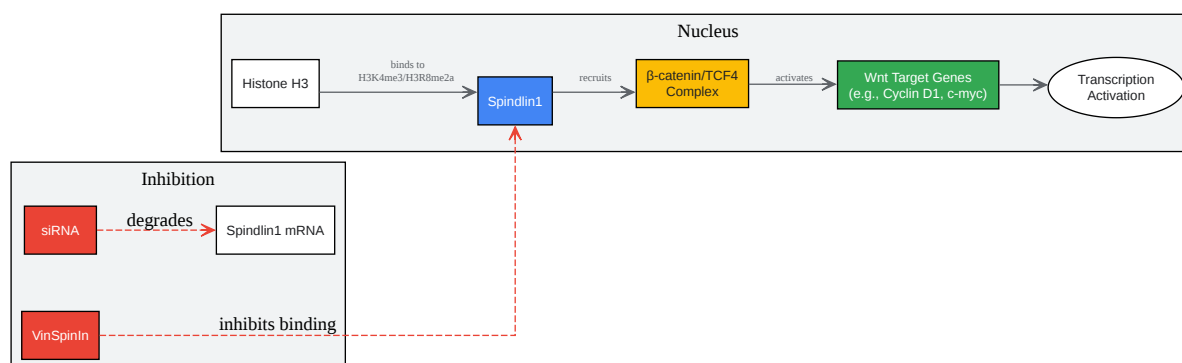 Nucleus
Histone H3
binds to
H3K4me3/H3R8me2a
Spindlin1
recruits
β-catenin/TCF4
Complex
activates
Wnt Target Genes
(e.g., Cyclin D1, c-myc)
Transcription
Activation
Inhibition
siRNA
degrades
Spindlin1 mRNA
VinSpinIn
inhibits binding